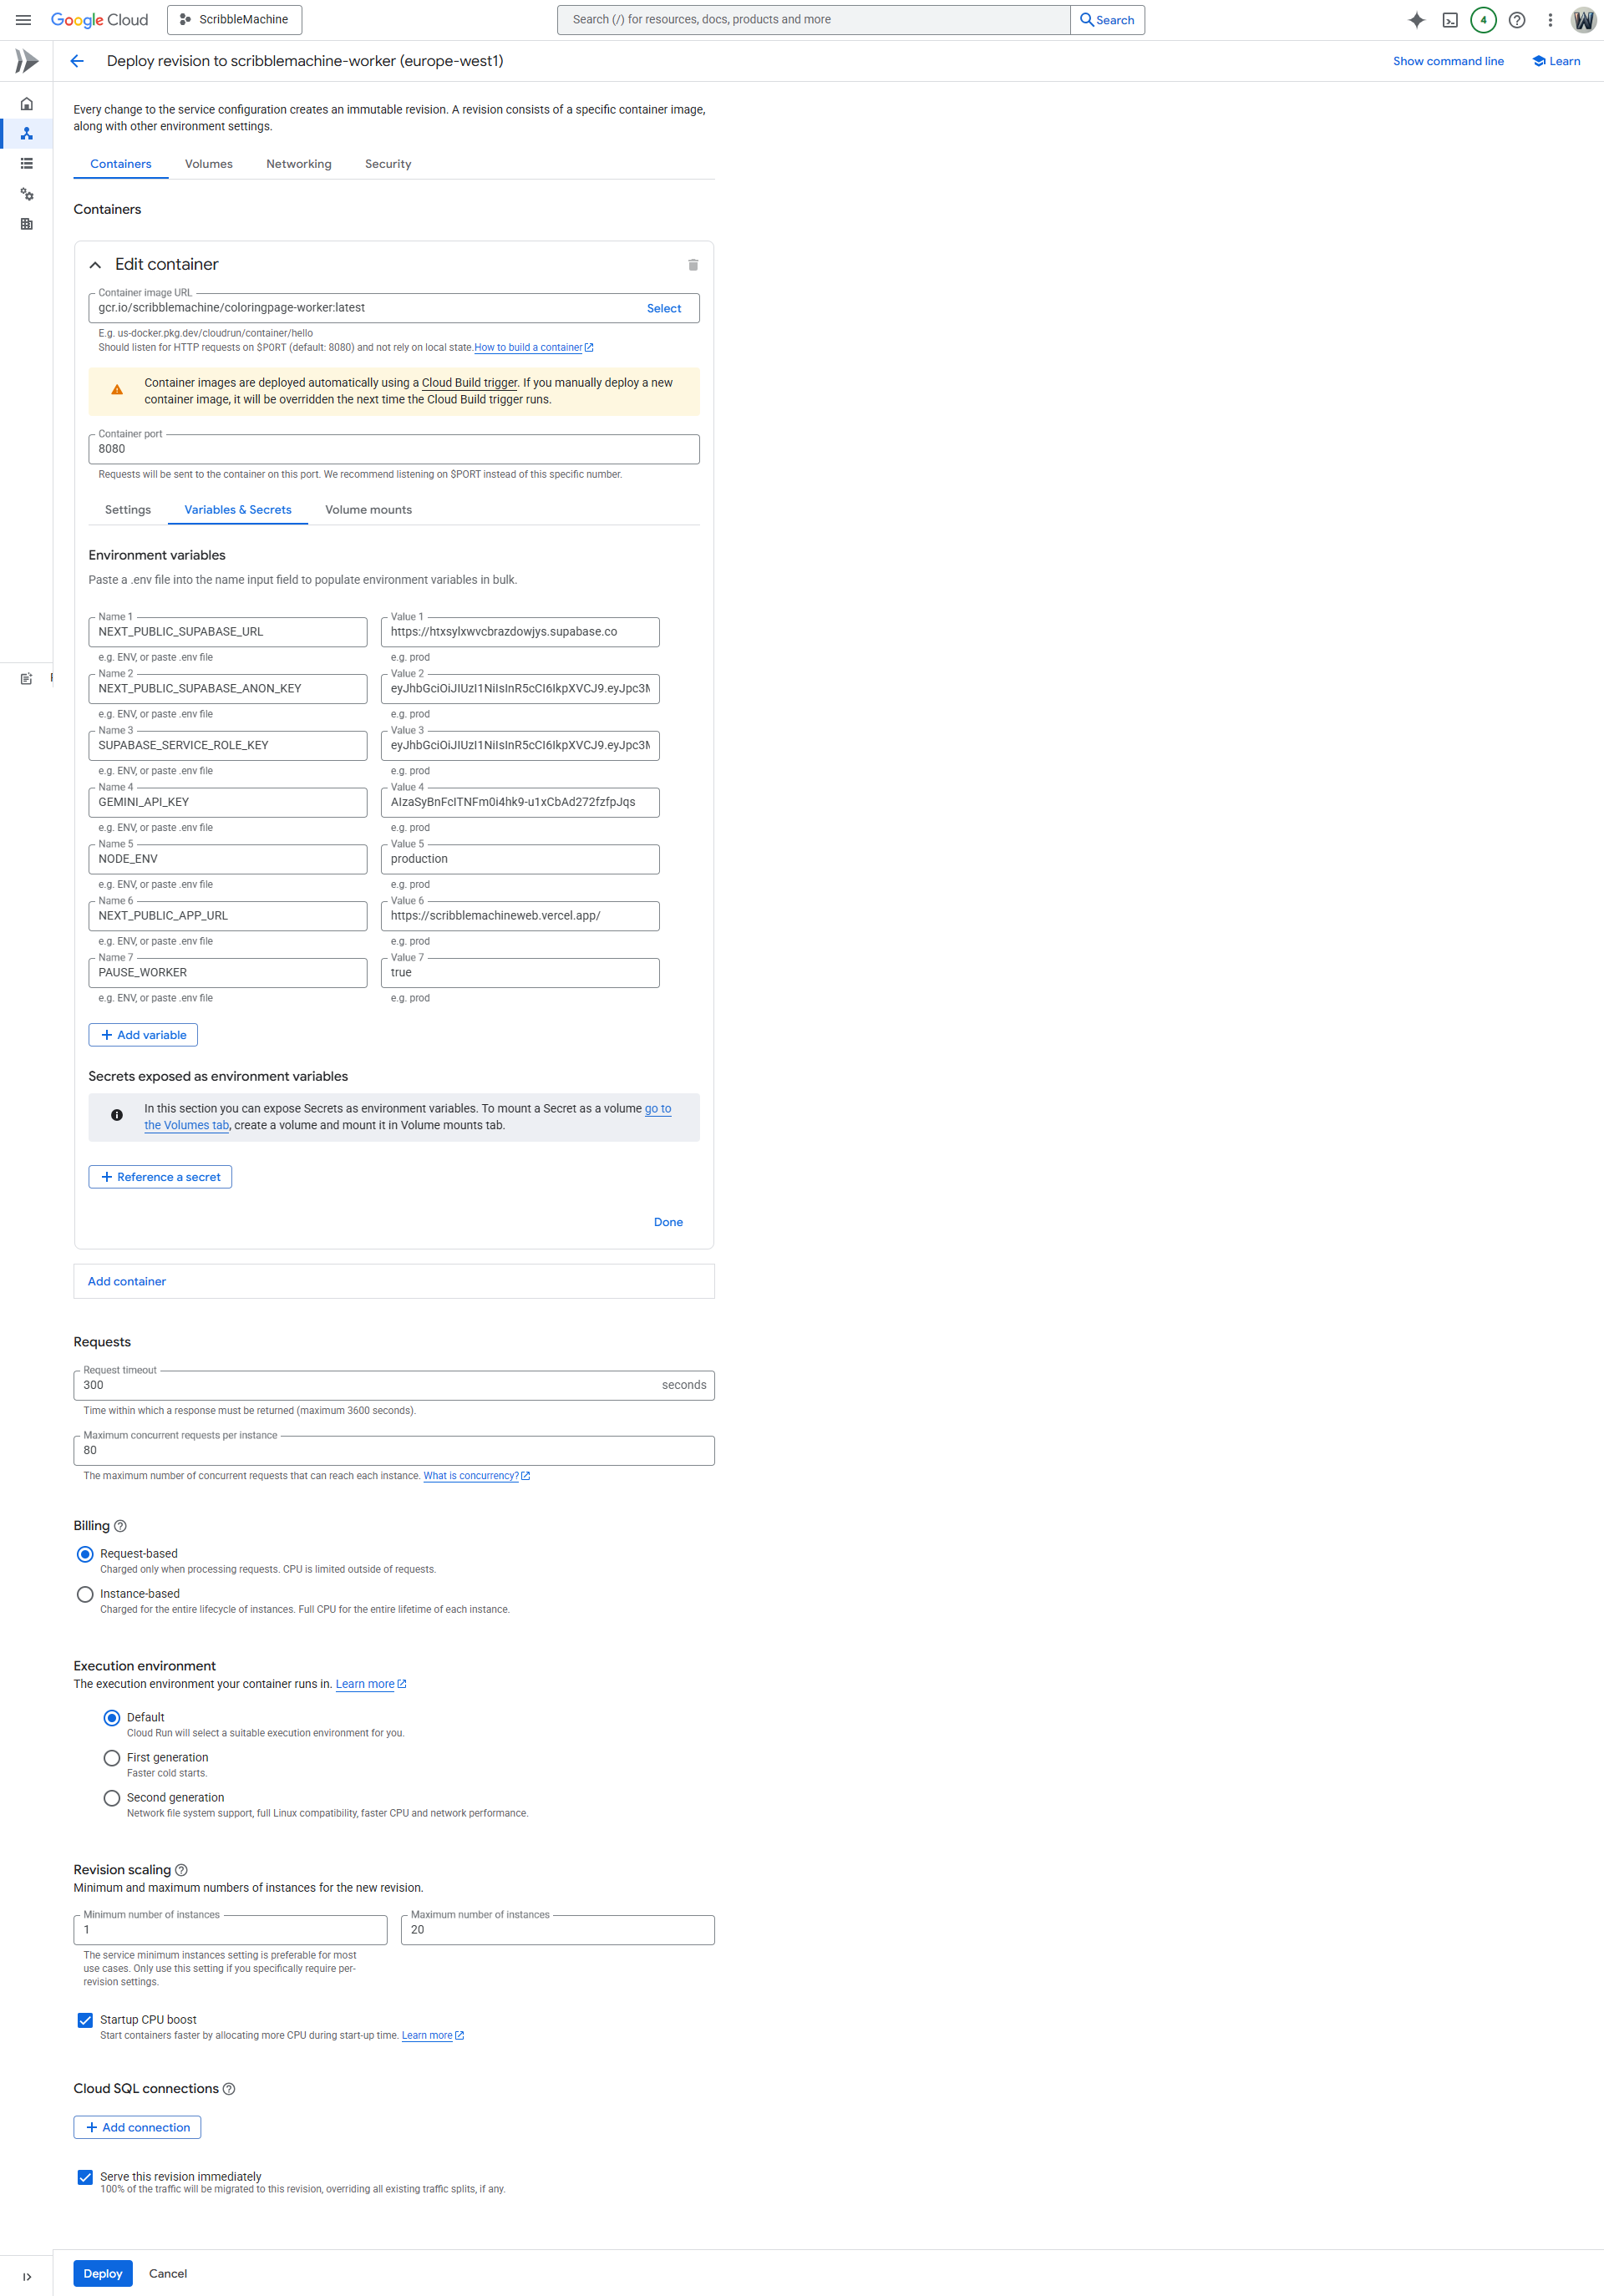 Google Cloud
ScribbleMachine
Search (/) for resources, docs, products and more
Search
4
W
Deploy revision to scribblemachine-worker (europe-west1)
Show command line
Learn
Every change to the service configuration creates an immutable revision. A revision consists of a specific container image,
along with other environment settings.
Containers
Volumes
Networking
Security
Containers
Edit container
Container image URL
gcr.io/scribblemachine/coloringpage-worker:latest
Select
E.g. us-docker.pkg.dev/cloudrun/container/hello
Should listen for HTTP requests on $PORT (default: 8080) and not rely on local state. How to build a container
Container images are deployed automatically using a Cloud Build trigger. If you manually deploy a new
container image, it will be overridden the next time the Cloud Build trigger runs.
Container port
8080
Requests will be sent to the container on this port. We recommend listening on $PORT instead of this specific number.
Settings
Variables & Secrets
Volume mounts
Environment variables
Paste a .env file into the name input field to populate environment variables in bulk.
Name 1
Value 1
NEXT_PUBLIC_SUPABASE_URL
https://htxsylxwvcbrazdowjys.supabase.co
e.g. ENV, or paste .env file
e.g. prod
Name 2
Value 2
NEXT_PUBLIC_SUPABASE_ANON_KEY
eyJhbGciOiJIUzI1NiIsInR5cCI6IkpXVCJ9.eyJpc3M
e.g. ENV, or paste .env file
e.g. prod
Name 3
Value 3
SUPABASE_SERVICE_ROLE_KEY
eyJhbGciOiJIUzI1NiIsInR5cCI6IkpXVCJ9.eyJpc3M
e.g. ENV, or paste .env file
e.g. prod
Name 4
Value 4
GEMINI_API_KEY
AIzaSyBnFcITNFm0i4hk9-u1xCbAd272fzfpJqs
e.g. ENV, or paste .env file
e.g. prod
Name 5
Value 5
NODE_ENV
production
e.g. ENV, or paste .env file
e.g. prod
Name 6
Value 6
NEXT_PUBLIC_APP_URL
https://scribblemachineweb.vercel.app/
e.g. ENV, or paste .env file
e.g. prod
Name 7
Value 7
PAUSE_WORKER
true
e.g. ENV, or paste .env file
e.g. prod
Add variable
Secrets exposed as environment variables
In this section you can expose Secrets as environment variables. To mount a Secret as a volume go to
the Volumes tab, create a volume and mount it in Volume mounts tab.
Reference a secret
Done
Add container
Requests
Request timeout
300
seconds
Time within which a response must be returned (maximum 3600 seconds).
Maximum concurrent requests per instance
80
The maximum number of concurrent requests that can reach each instance. What is concurrency?
Billing
Request-based
Charged only when processing requests. CPU is limited outside of requests.
Instance-based
Charged for the entire lifecycle of instances. Full CPU for the entire lifetime of each instance.
Execution environment
The execution environment your container runs in. Learn more
Default
Cloud Run will select a suitable execution environment for you.
First generation
Faster cold starts.
Second generation
Network file system support, full Linux compatibility, faster CPU and network performance.
Revision scaling
Minimum and maximum numbers of instances for the new revision.
Minimum number of instances
Maximum number of instances
1
20
The service minimum instances setting is preferable for most
use cases. Only use this setting if you specifically require per-
revision settings.
Startup CPU boost
Start containers faster by allocating more CPU during start-up time. Learn more
Cloud SQL connections
Add connection
Serve this revision immediately
100% of the traffic will be migrated to this revision, overriding all existing traffic splits, if any.
Deploy
Cancel